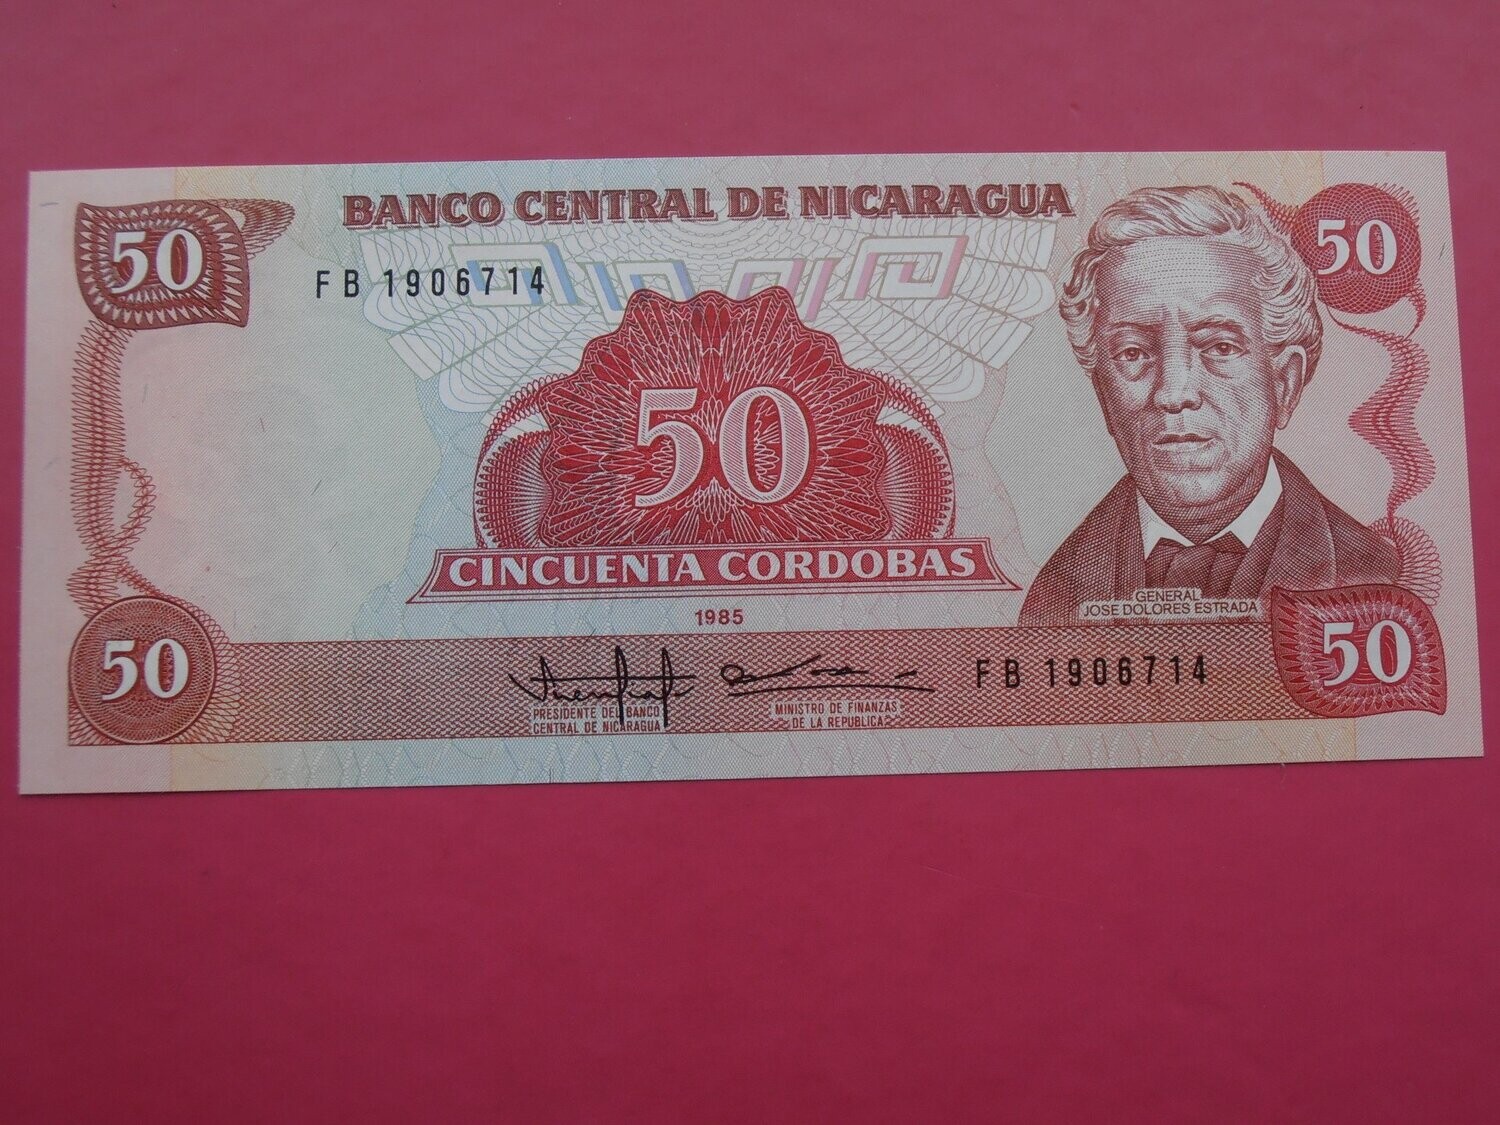 BANCO CENTRAL DE NICARAGUA
50
50
FB 1906714
50
CINCUENTA CORDOBAS
1985
GENERAL
JOSE DOLORES ESTRADA
50
50
FB 1906714
PRESIDENTE DEL BANCO
CENTRAL DE NICARAGUA
MINISTRO DE FINANZAS
DE LA REPUBLICA